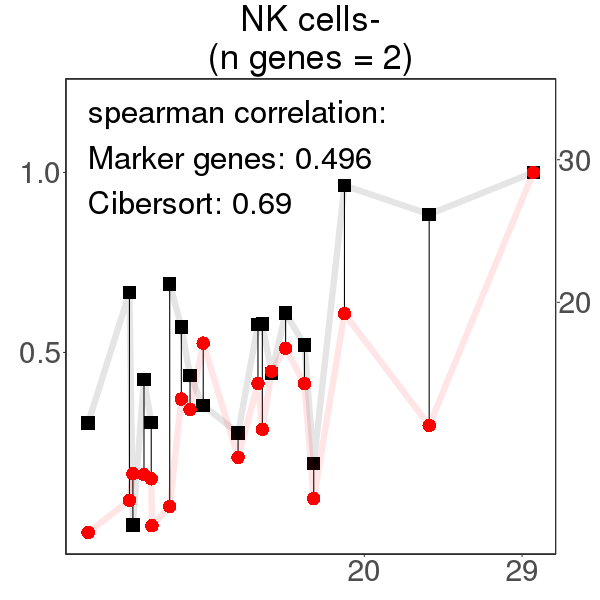 NK cells-
(n genes = 2)
spearman correlation:
Marker genes: 0.496
Cibersort: 0.69
1.0
0.5
30
20
20
29